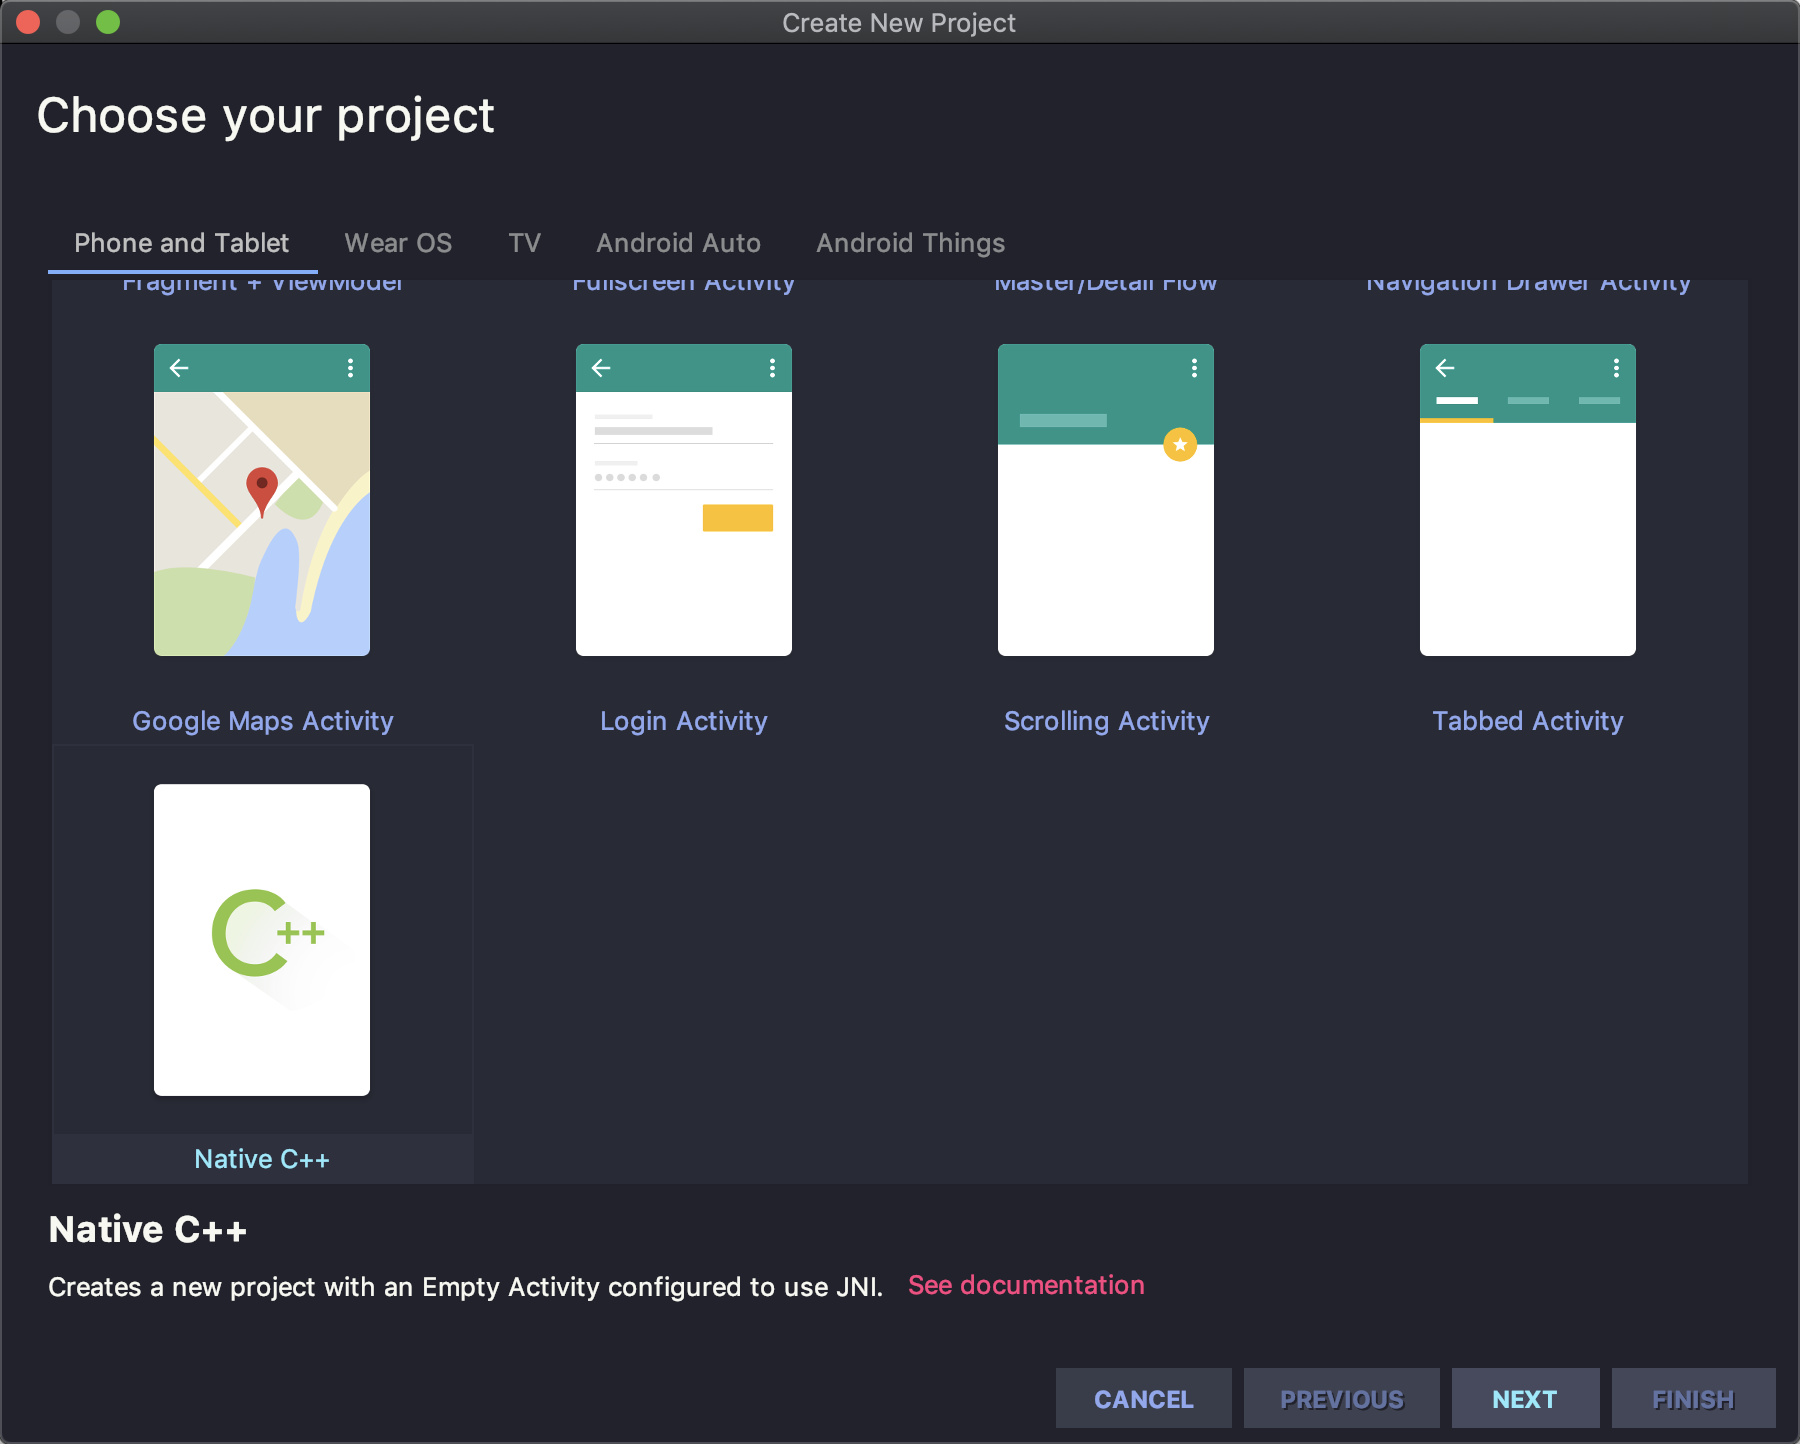 Create New Project
Choose your project
Phone and Tablet Wear OS TV Android Auto Android Things
Fragment + ViewModel Fullscreen Activity Master/Detail Flow Navigation Drawer Activity
Google Maps Activity Login Activity Scrolling Activity Tabbed Activity
C++
Native C++
Native C++
Creates a new project with an Empty Activity configured to use JNI. See documentation
CANCEL PREVIOUS NEXT FINISH